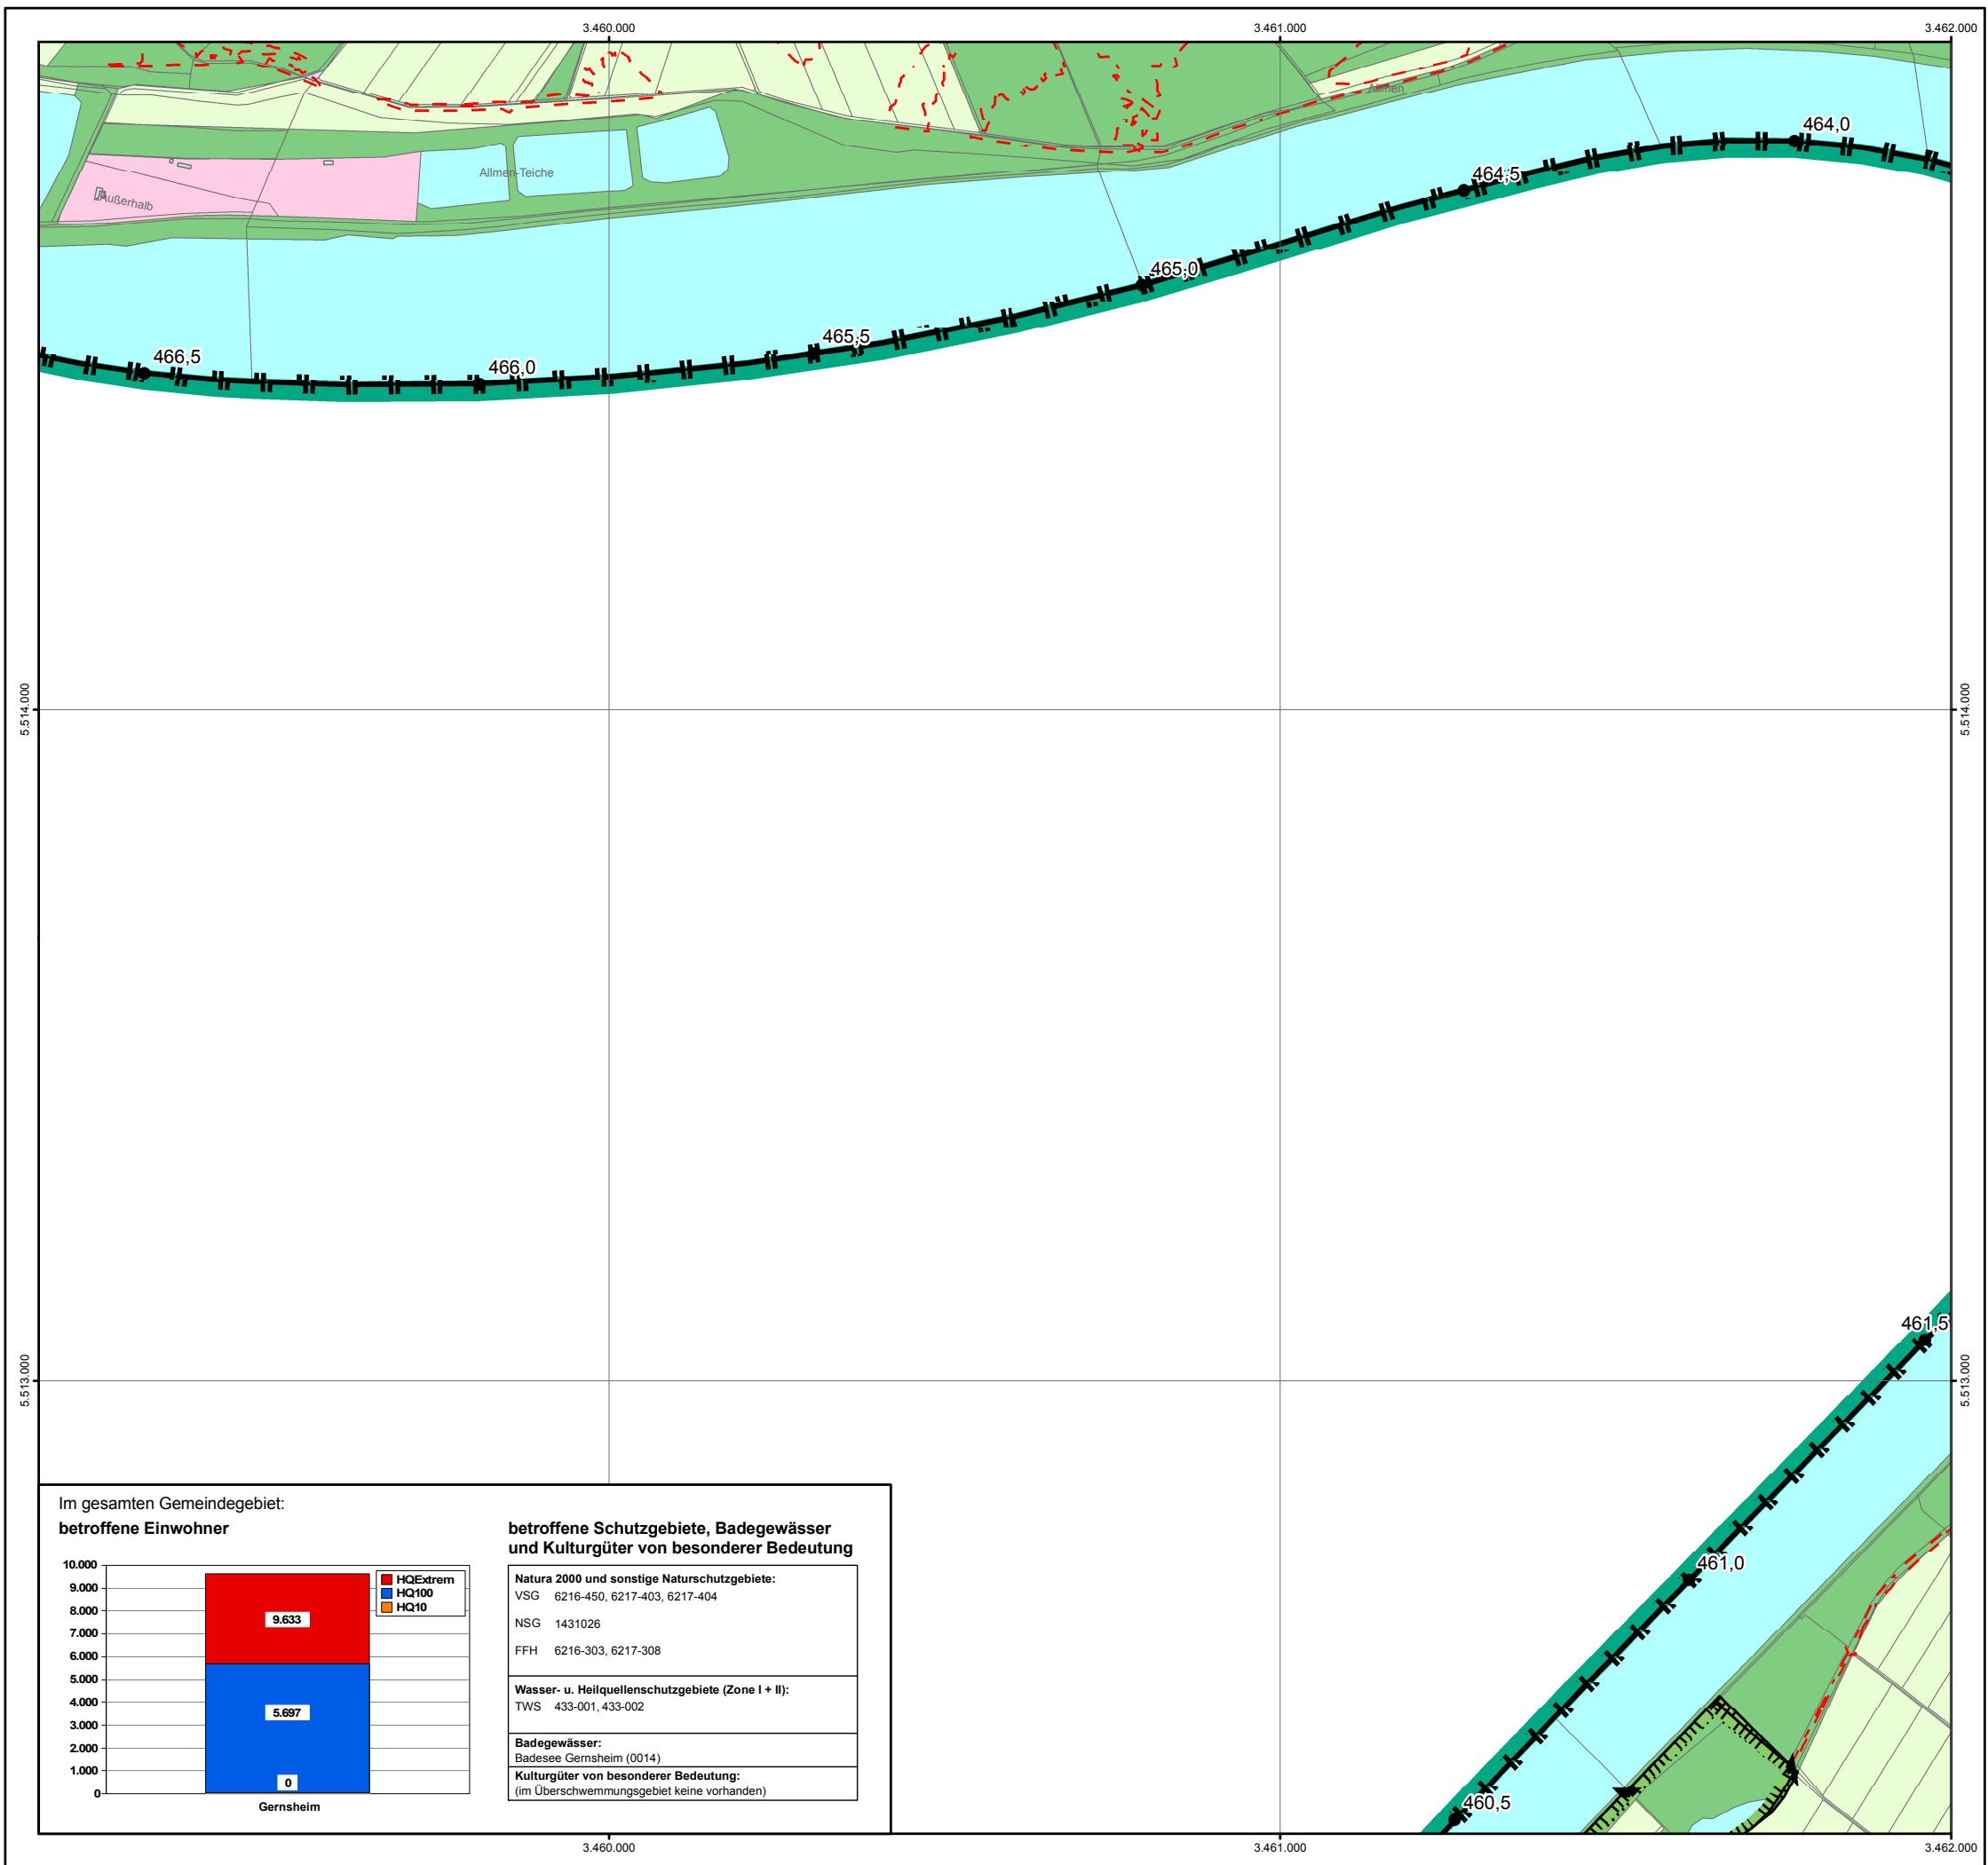 3.460.000 3.461.000 3.462.000
Allmen
464,0
Allmen-Teiche
464,5
Außerhalb
465,0
465,5
466,5
466,0
5.514.000 5.514.000
461,5
5.513.000 5.513.000
461,0
460,5
Im gesamten Gemeindegebiet:
betroffene Einwohner
10.000
9.000
8.000
7.000
6.000
5.000
4.000
3.000
2.000
1.000
0
HQExtrem
HQ100
HQ10
9.633
5.697
0
Gernsheim
betroffene Schutzgebiete, Badegewässer
und Kulturgüter von besonderer Bedeutung
Natura 2000 und sonstige Naturschutzgebiete:
VSG 6216-450, 6217-403, 6217-404
NSG 1431026
FFH 6216-303, 6217-308
Wasser- u. Heilquellenschutzgebiete (Zone I + II):
TWS 433-001, 433-002
Badegewässer:
Badesee Gernsheim (0014)
Kulturgüter von besonderer Bedeutung:
(im Überschwemmungsgebiet keine vorhanden)
3.460.000 3.461.000 3.462.000